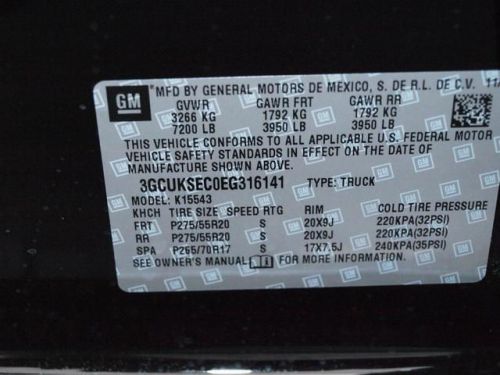 GM
MFD BY GENERAL MOTORS DE MEXICO, S. DE R.L. DE C.V. 11/
GVWR GAWR FRT GAWR RR
3266 KG 1792 KG 1792 KG
7200 LB 3950 LB 3950 LB
THIS VEHICLE CONFORMS TO ALL APPLICABLE U.S. FEDERAL MOTOR
VEHICLE SAFETY STANDARDS IN EFFECT ON THE DATE OF
MANUFACTURE SHOWN ABOVE.
3GCUKSEC0EG316141 TYPE: TRUCK
MODEL: K15543
KHCH TIRE SIZE SPEED RTG RIM COLD TIRE PRESSURE
FRT P275/55R20 S 20X9J 220KPA(32PSI)
RR P275/55R20 S 20X9J 220KPA(32PSI)
SPA P265/70R17 S 17X7.5J 240KPA(35PSI)
SEE OWNER'S MANUAL FOR MORE INFORMATION.